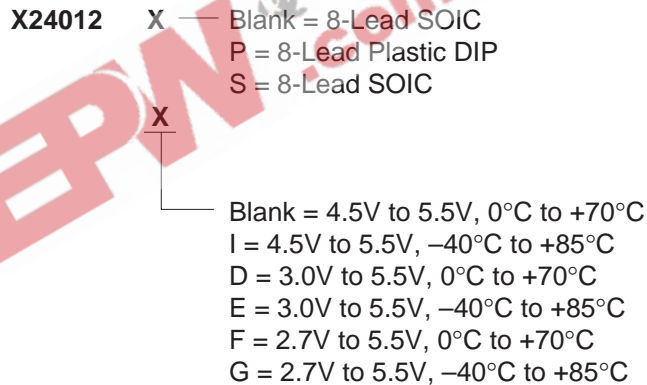 X24012 X Blank = 8-Lead SOIC
P = 8-Lead Plastic DIP
S = 8-Lead SOIC
X
Blank = 4.5V to 5.5V, 0°C to +70°C
I = 4.5V to 5.5V, –40°C to +85°C
D = 3.0V to 5.5V, 0°C to +70°C
E = 3.0V to 5.5V, –40°C to +85°C
F = 2.7V to 5.5V, 0°C to +70°C
G = 2.7V to 5.5V, –40°C to +85°C
EPW .com